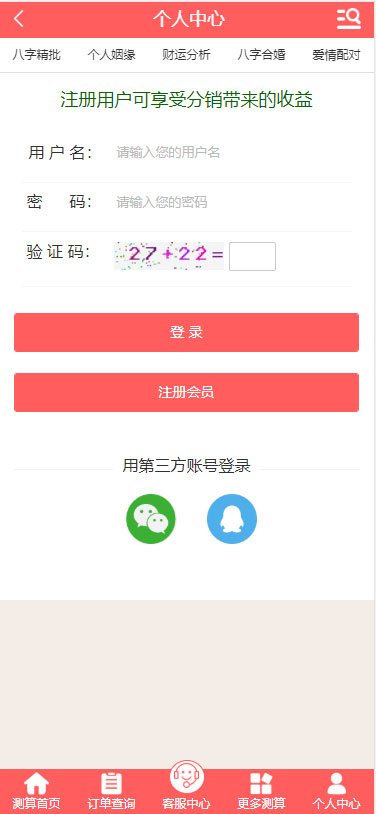 个人中心
八字精批 个人姻缘 财运分析 八字合婚 爱情配对
注册用户可享受分销带来的收益
用 户 名： 请输入您的用户名
密 码： 请输入您的密码
验 证 码： 27+22=
登 录
注册会员
用第三方账号登录
测算首页 订单查询 客服中心 更多测算 个人中心